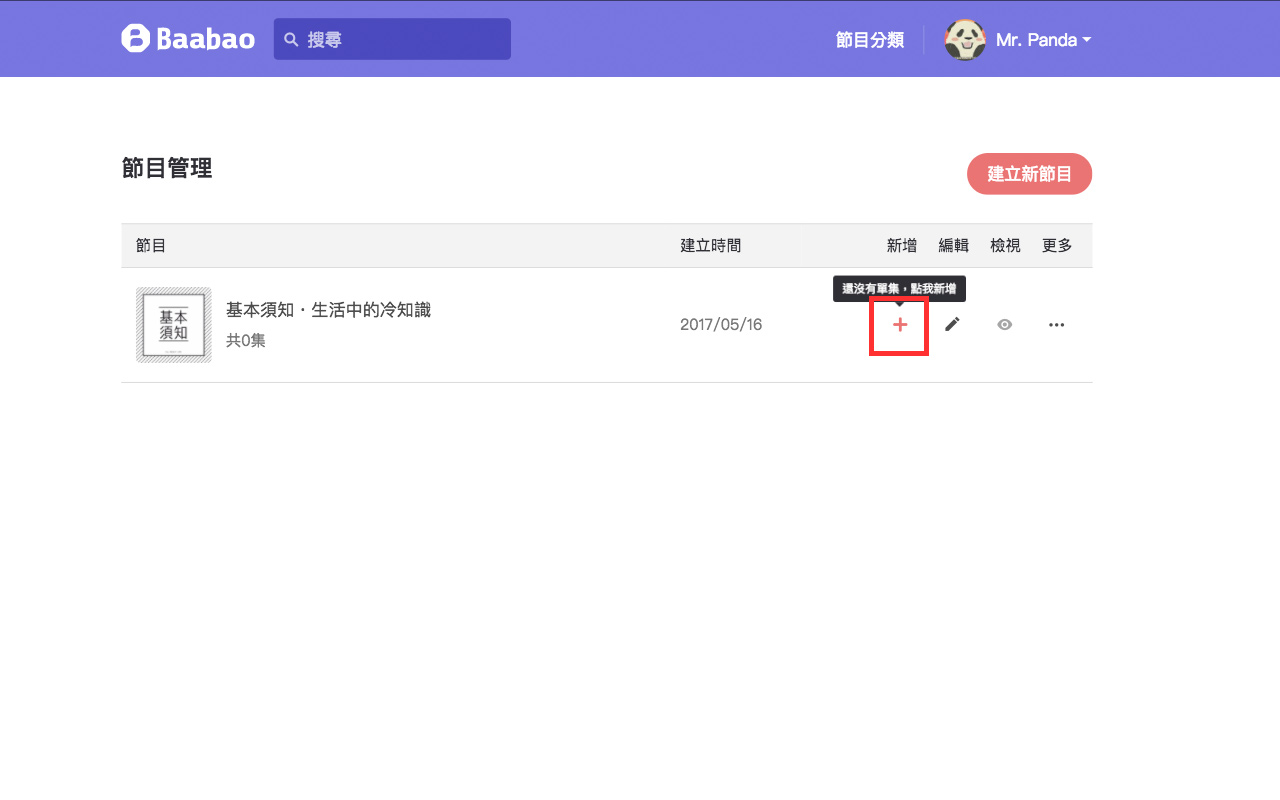 Baabao
搜尋
節目分類
Mr. Panda
節目管理
建立新節目
節目 建立時間 新增 編輯 檢視 更多
還沒有單集，點我新增
基本
須知
基本須知・生活中的冷知識
共0集
2017/05/16